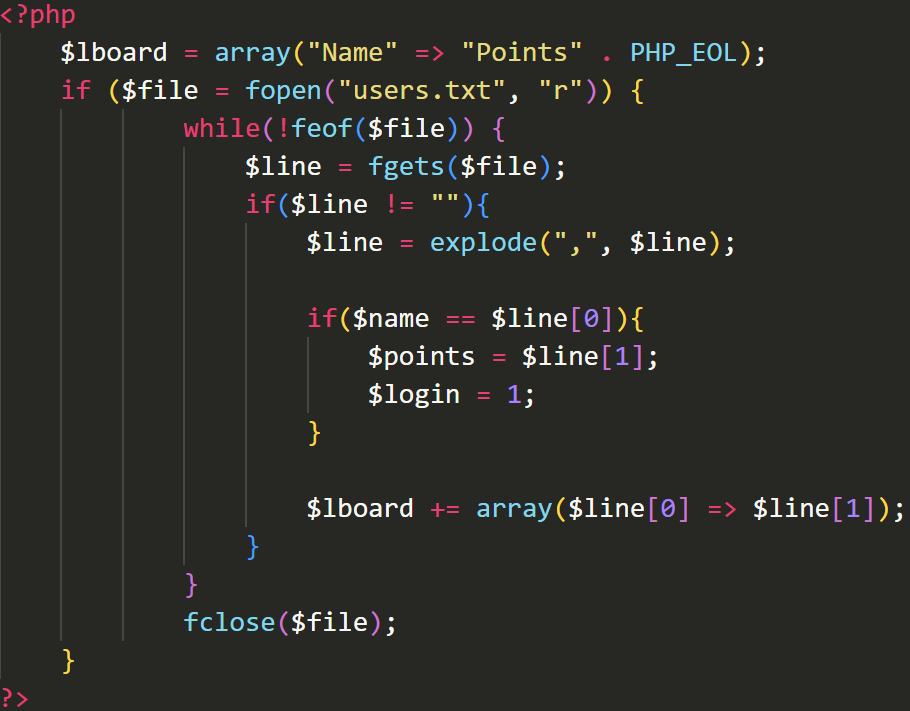 <?php
$lboard = array("Name" => "Points" . PHP_EOL);
if ($file = fopen("users.txt", "r")) {
while(!feof($file)) {
$line = fgets($file);
if($line != ""){
$line = explode(",", $line);
if($name == $line[0]){
$points = $line[1];
$login = 1;
}
$lboard += array($line[0] => $line[1]);
}
}
fclose($file);
}
?>